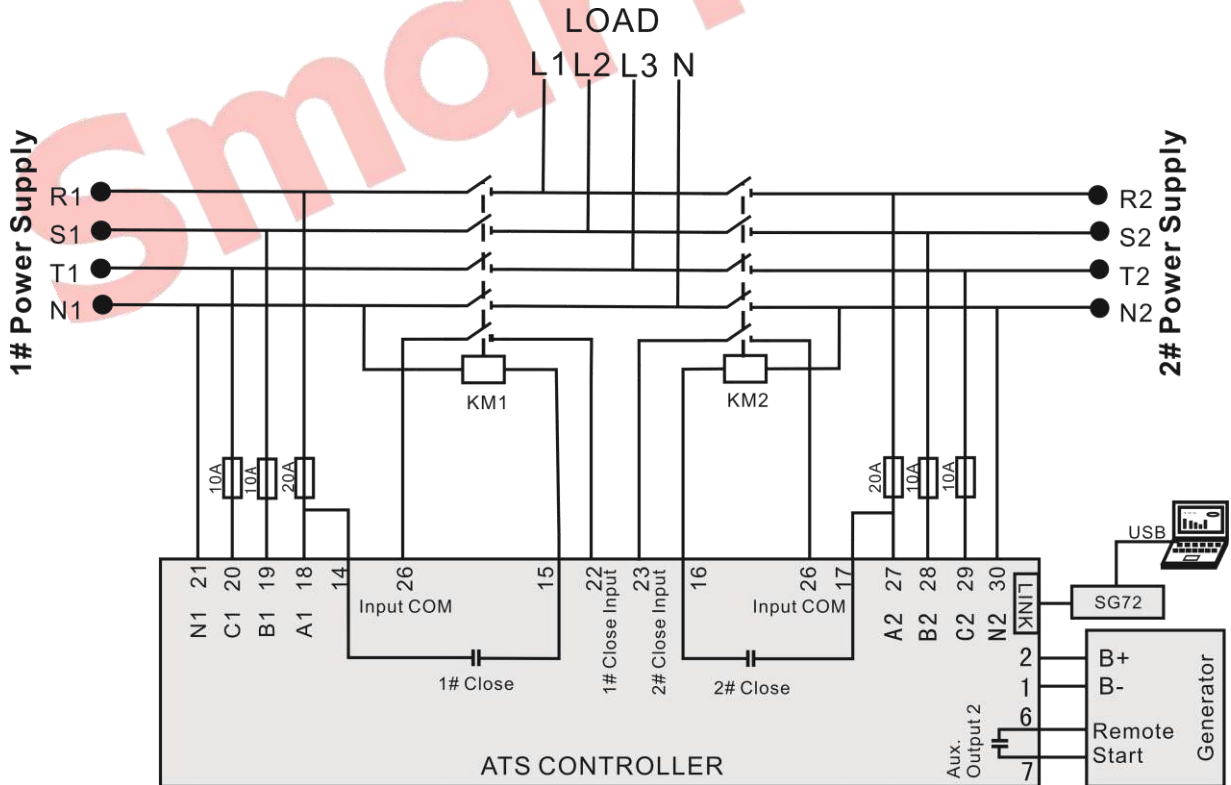 Smar
LOAD
L1 L2 L3 N
1# Power Supply
R1
S1
T1
N1
2# Power Supply
R2
S2
T2
N2
KM1
KM2
10A
10A
20A
20A
10A
10A
USB
21
20
19
18
14
26
15
22
23
16
26
17
27
28
29
30
LINK
SG72
N1
C1
B1
A1
Input COM
1# Close Input
2# Close Input
Input COM
A2
B2
C2
N2
1# Close
2# Close
2
B+
1
B-
6
Remote
Start
7
Generator
Aux.
Output 2
ATS CONTROLLER